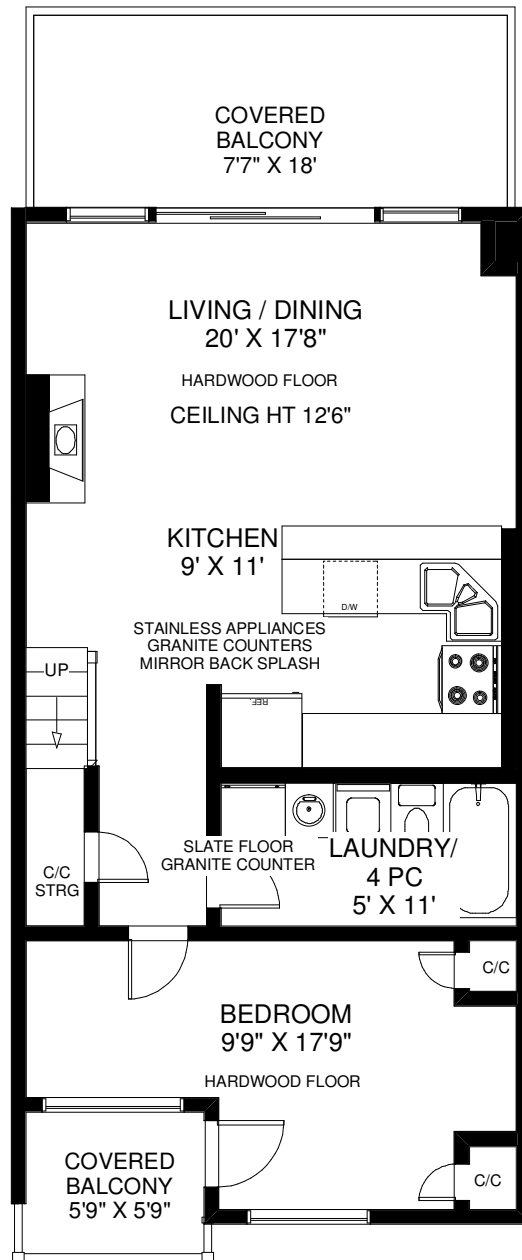 COVERED
BALCONY
7'7" X 18'
LIVING / DINING
20' X 17'8"
HARDWOOD FLOOR
CEILING HT 12'6"
KITCHEN
9' X 11'
D/W
STAINLESS APPLIANCES
GRANITE COUNTERS
MIRROR BACK SPLASH
UP
REF
SLATE FLOOR
GRANITE COUNTER
LAUNDRY/
4 PC
5' X 11'
C/C
STRG
C/C
BEDROOM
9'9" X 17'9"
HARDWOOD FLOOR
COVERED
BALCONY
5'9" X 5'9"
C/C